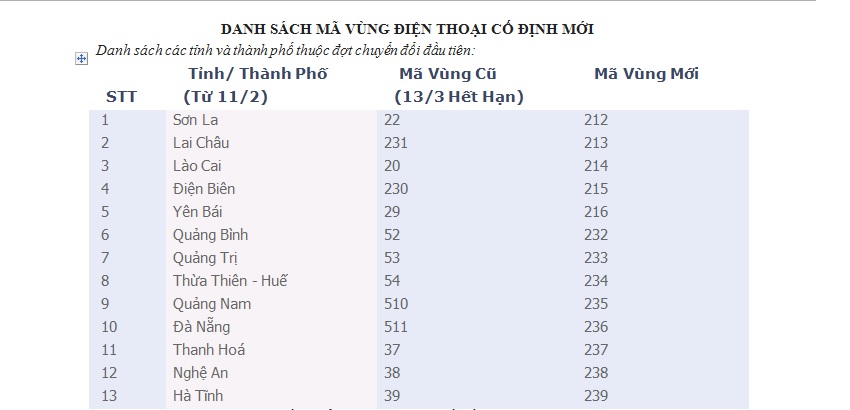 DANH SÁCH MÃ VÙNG ĐIỆN THOẠI CỐ ĐỊNH MỚI
Danh sách các tỉnh và thành phố thuộc đợt chuyển đổi đầu tiên:
STT Tỉnh/ Thành Phố (Từ 11/2) Mã Vùng Cũ (13/3 Hết Hạn) Mã Vùng Mới
1 Sơn La 22 212
2 Lai Châu 231 213
3 Lào Cai 20 214
4 Điện Biên 230 215
5 Yên Bái 29 216
6 Quảng Bình 52 232
7 Quảng Trị 53 233
8 Thừa Thiên - Huế 54 234
9 Quảng Nam 510 235
10 Đà Nẵng 511 236
11 Thanh Hoá 37 237
12 Nghệ An 38 238
13 Hà Tĩnh 39 239